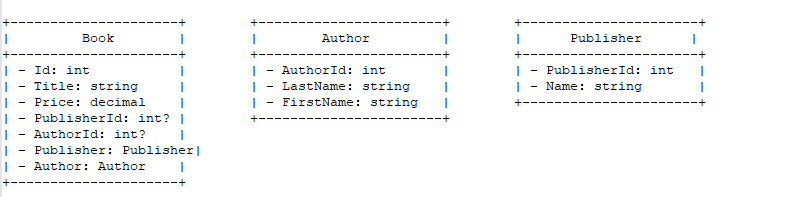 +---------------------+        +-----------------------+        +----------------------+
|         Book        |        |        Author         |        |      Publisher      |
+---------------------+        +-----------------------+        +----------------------+
| - Id: int           |        | - AuthorId: int       |        | - PublisherId: int   |
| - Title: string     |        | - LastName: string    |        | - Name: string       |
| - Price: decimal    |        | - FirstName: string   |        +----------------------+
| - PublisherId: int? |        +-----------------------+
| - AuthorId: int?    |
| - Publisher: Publisher|
| - Author: Author    |
+---------------------+